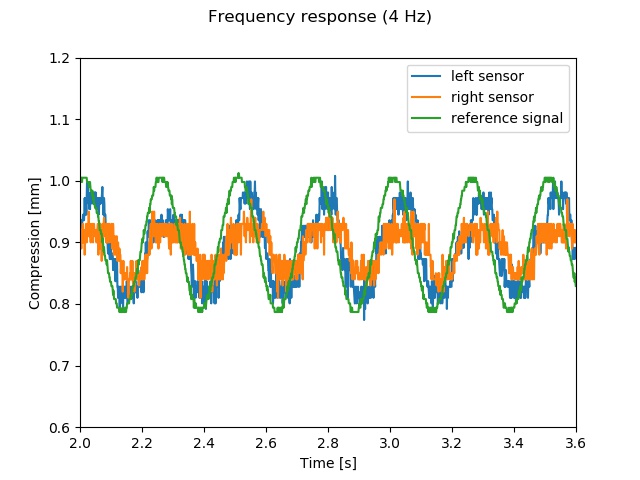 Frequency response (4 Hz)
1.2
1.1
1.0
0.9
0.8
0.7
0.6
Compression [mm]
left sensor
right sensor
reference signal
2.0 2.2 2.4 2.6 2.8 3.0 3.2 3.4 3.6
Time [s]